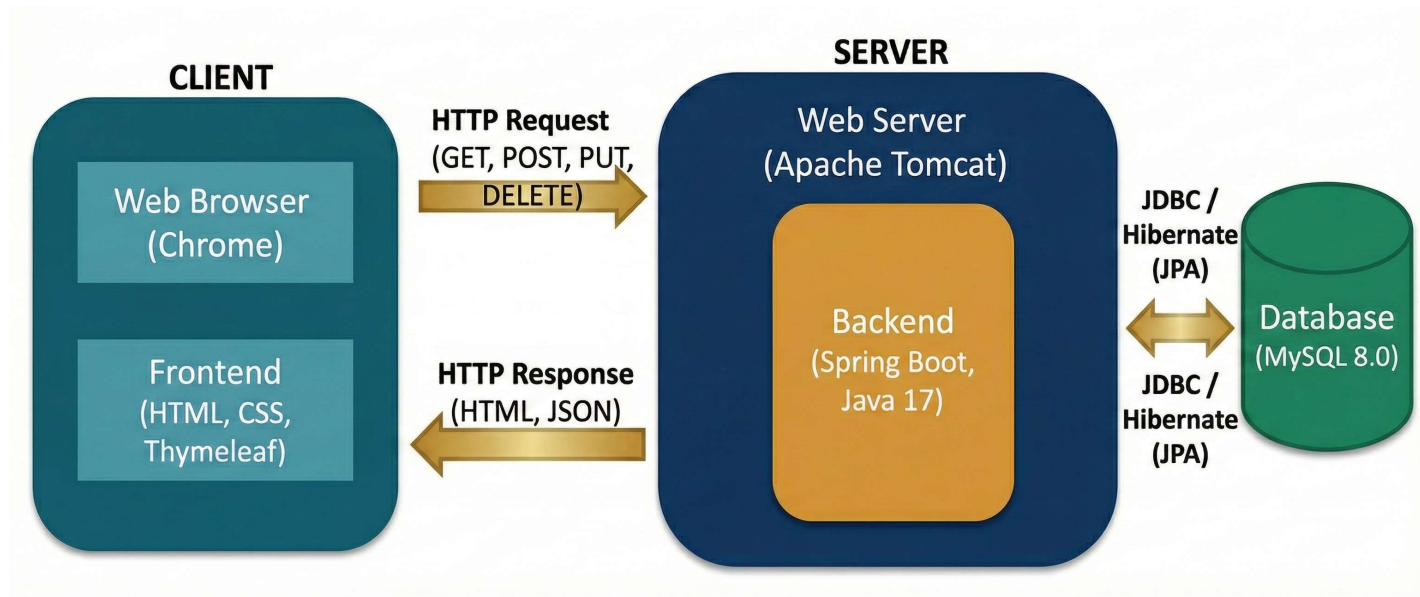 CLIENT
Web Browser
(Chrome)
Frontend
(HTML, CSS,
Thymeleaf)
HTTP Request
(GET, POST, PUT,
DELETE)
HTTP Response
(HTML, JSON)
SERVER
Web Server
(Apache Tomcat)
Backend
(Spring Boot,
Java 17)
JDBC /
Hibernate
(JPA)
JDBC /
Hibernate
(JPA)
Database
(MySQL 8.0)